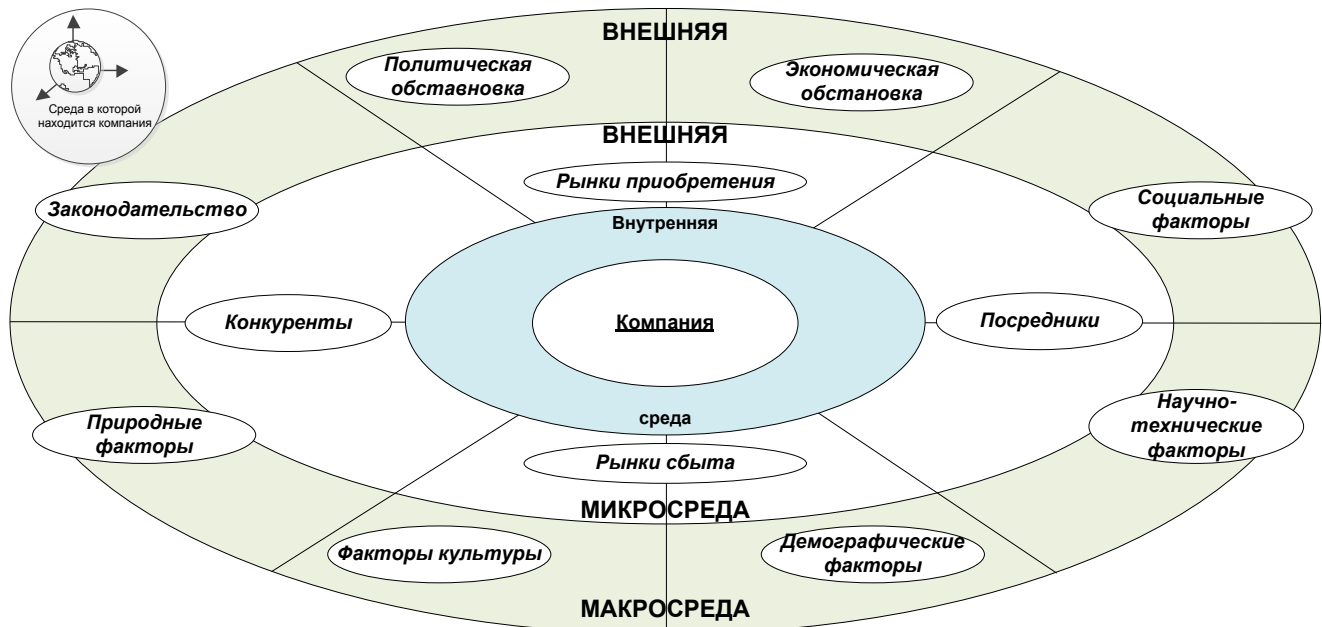 ВНЕШНЯЯ
Политическая
обставновка
Экономическая
обстановка
Среда в которой
находится компания
ВНЕШНЯЯ
Рынки приобретения
Законодательство
Социальные
факторы
Внутренняя
Конкуренты
Компания
Посредники
среда
Природные
факторы
Научно-
технические
факторы
Рынки сбыта
МИКРОСРЕДА
Факторы культуры
Демографические
факторы
МАКРОСРЕДА